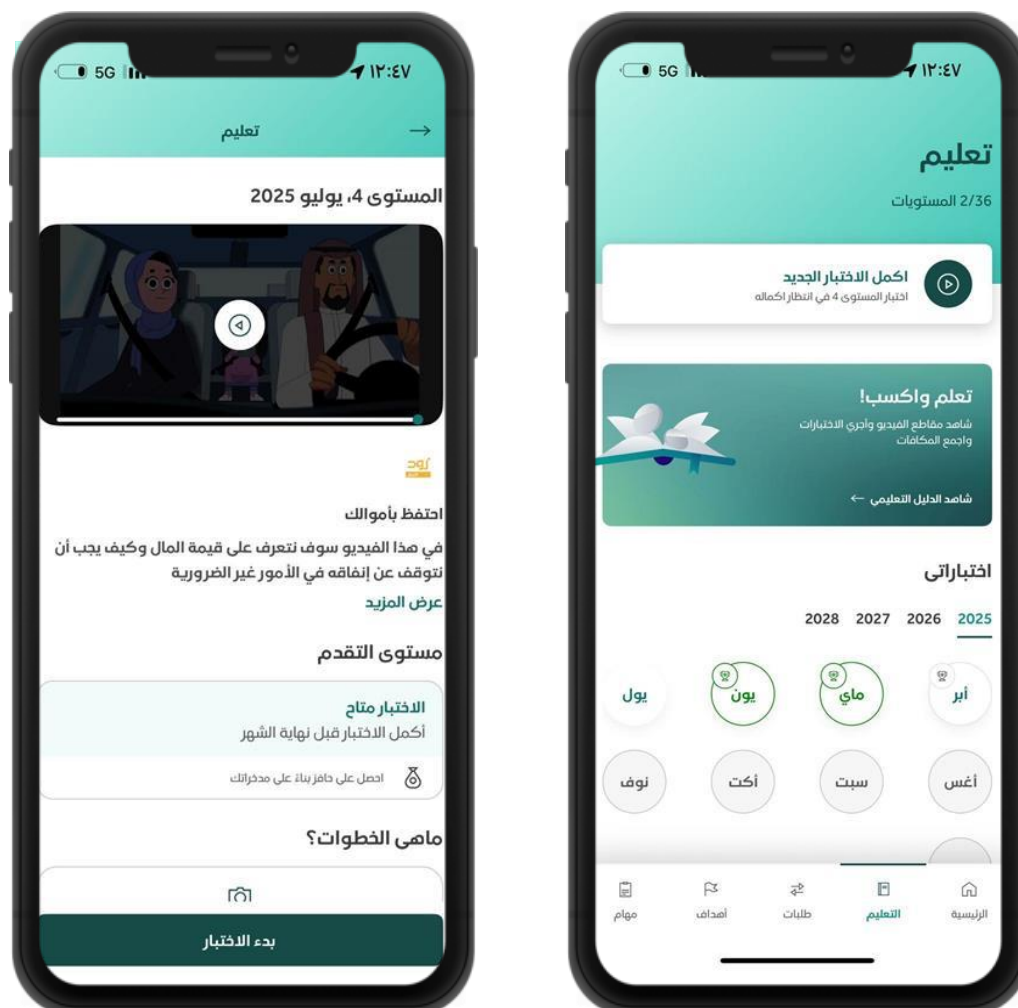 5G
١٢:٤٧
تعليم
المستوى 4، يوليو 2025
احتفظ بأموالك
في هذا الفيديو سوف نتعرف على قيمة المال وكيف يجب أن
نتوقف عن إنفاقه في الأمور غير الضرورية
عرض المزيد
مستوى التقدم
الاختبار متاح
أكمل الاختبار قبل نهاية الشهر
احصل على حافز بناءً على مدخراتك
ماهي الخطوات؟
بدء الاختبار
5G
١٢:٤٧
تعليم
2/36 المستويات
اكمل الاختبار الجديد
اختبار المستوى 4 في انتظار اكماله
تعلم واكسب!
شاهد مقاطع الفيديو وأجري الاختبارات
واجمع المكافآت
شاهد الدليل التعليمي
اختباراتي
2025 2026 2027 2028
أبر ماي يون يول
أغس سبت أكت نوف
الرئيسية التعليم طلبات أهداف مهام